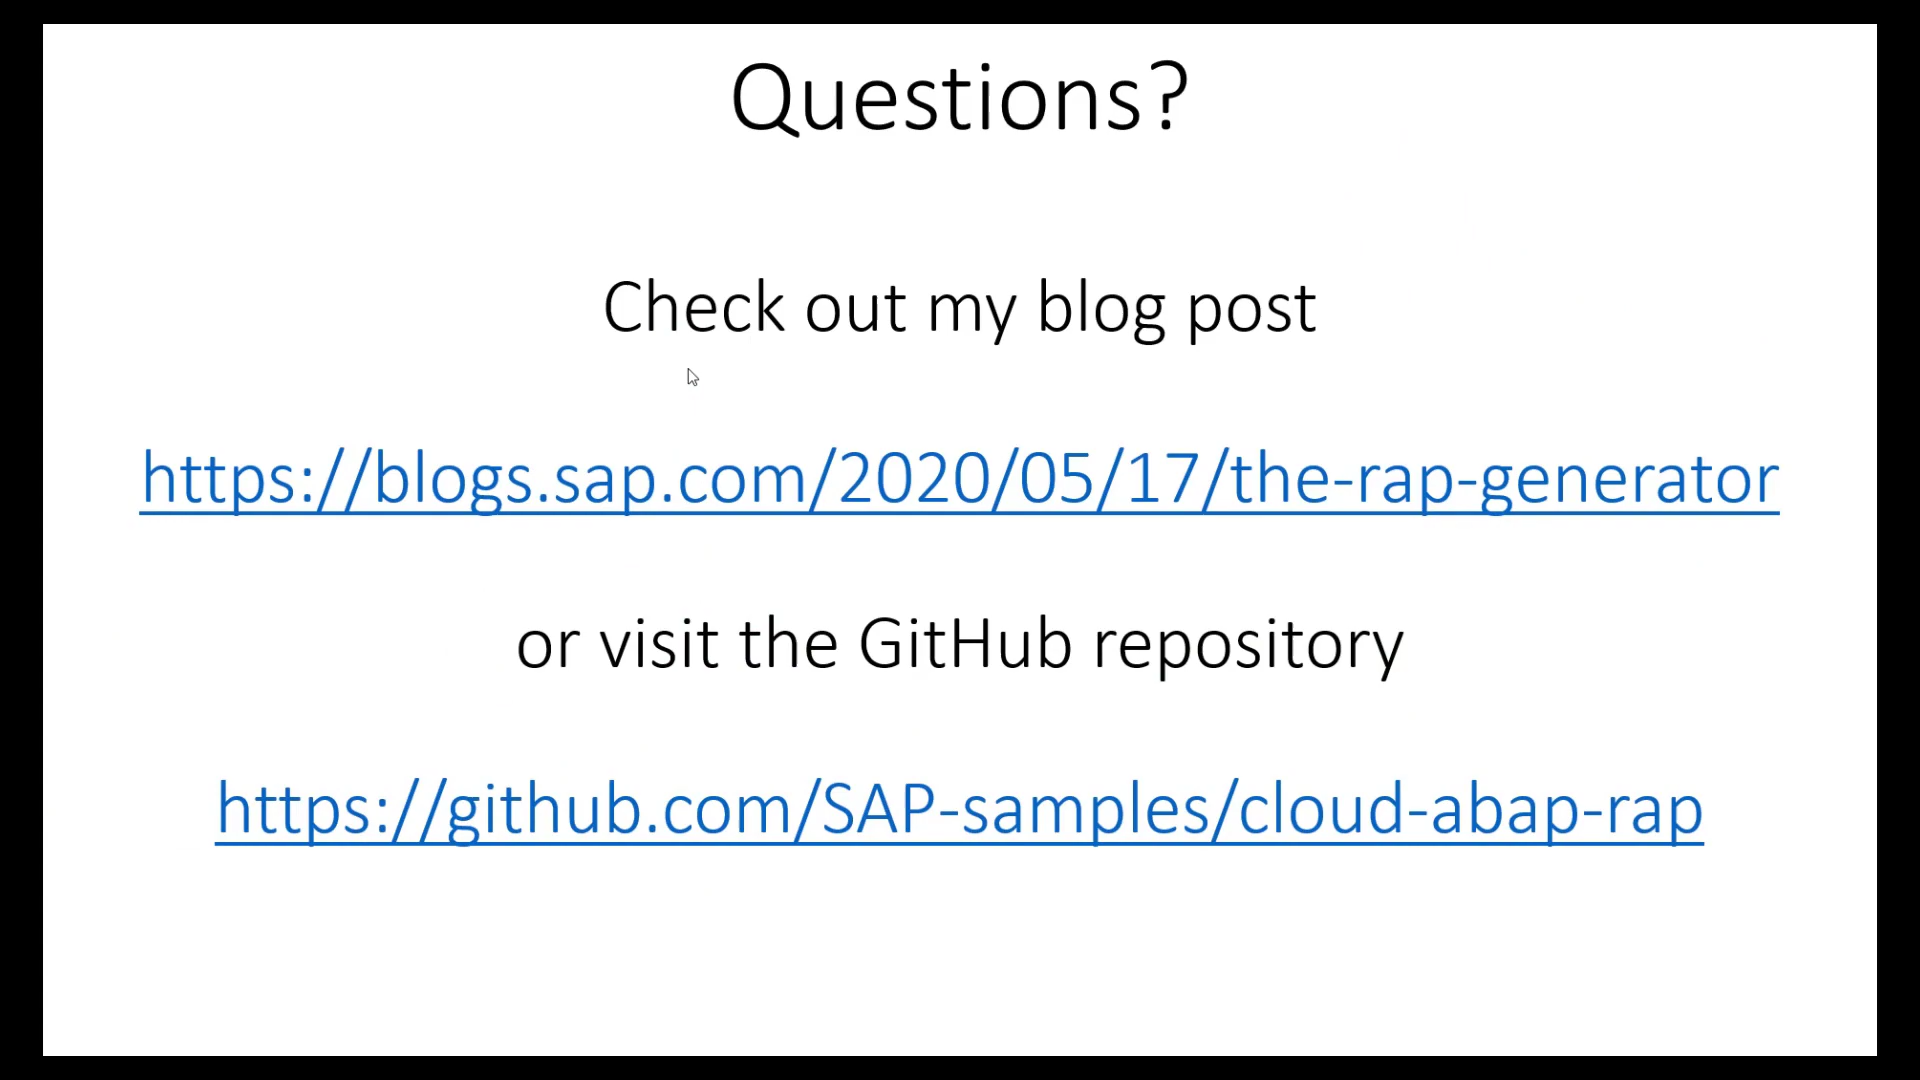 Questions?
Check out my blog post
https://blogs.sap.com/2020/05/17/the-rap-generator
or visit the GitHub repository
https://github.com/SAP-samples/cloud-abap-rap